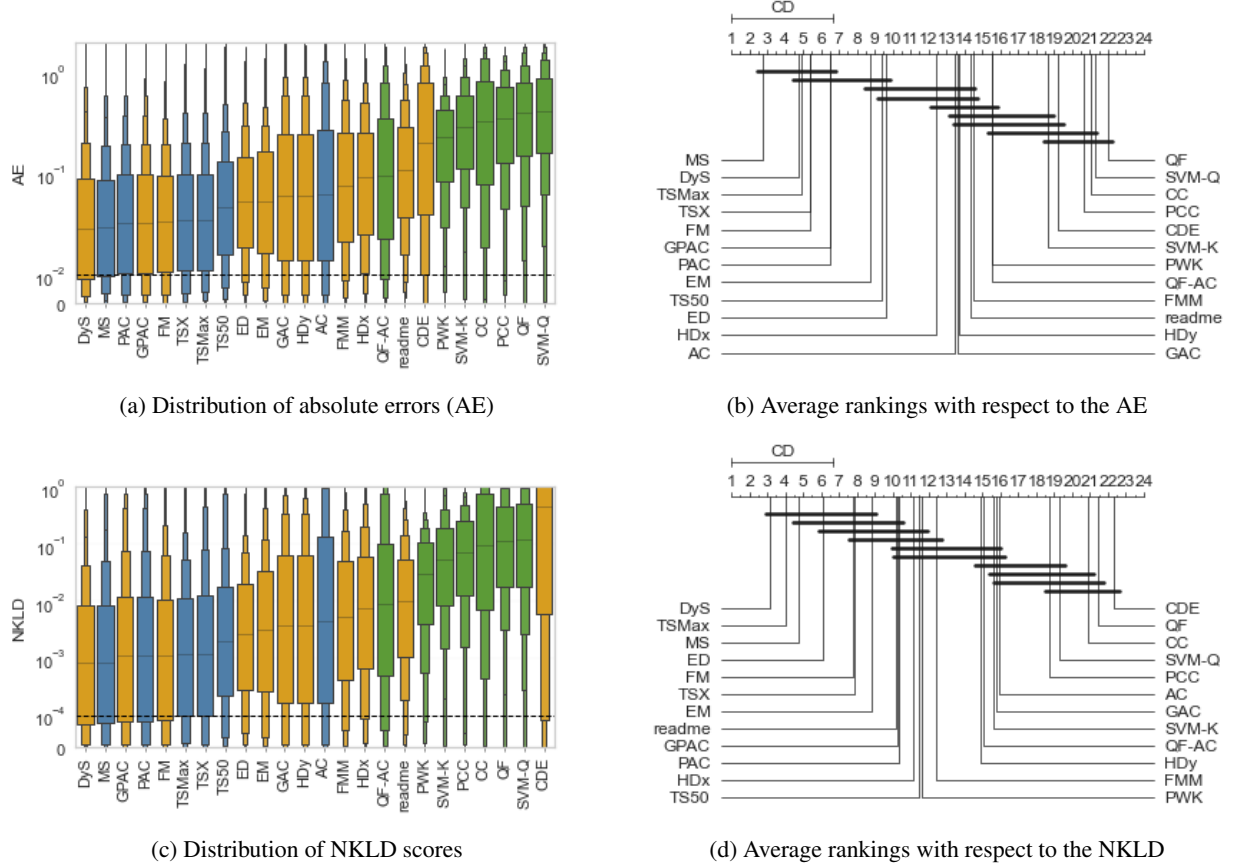 AE
10⁰
10⁻¹
10⁻²
0
DyS MS PAC GPAC FM TSX TSMax TS50 ED EM GAC HDy AC FMM HDx QF-AC readme CDE PWK SVM-K CC PCC QF SVM-Q
(a) Distribution of absolute errors (AE)
CD
1 2 3 4 5 6 7 8 9 10 11 12 13 14 15 16 17 18 19 20 21 22 23 24
MS QF
DyS SVM-Q
TSMax CC
TSX PCC
FM CDE
GPAC SVM-K
PAC PWK
EM QF-AC
TS50 FMM
ED readme
HDx HDy
AC GAC
(b) Average rankings with respect to the AE
NKLD
10⁰
10⁻¹
10⁻²
10⁻³
10⁻⁴
0
DyS MS GPAC PAC FM TSMax TSX TS50 ED EM GAC HDy AC FMM HDx QF-AC readme PWK SVM-K PCC CC QF SVM-Q CDE
(c) Distribution of NKLD scores
CD
1 2 3 4 5 6 7 8 9 10 11 12 13 14 15 16 17 18 19 20 21 22 23 24
DyS CDE
TSMax QF
MS CC
ED SVM-Q
FM PCC
TSX AC
EM GAC
readme SVM-K
GPAC QF-AC
PAC HDy
HDx FMM
TS50 PWK
(d) Average rankings with respect to the NKLD